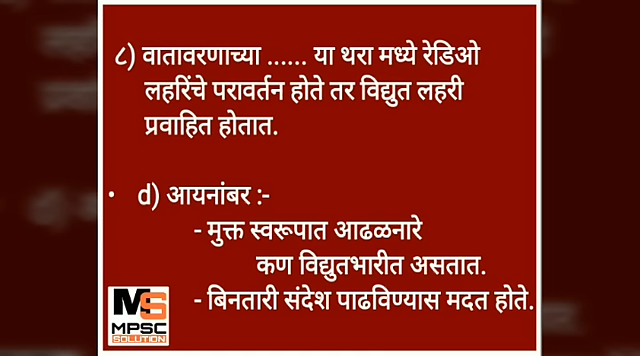 ८) वातावरणाच्या ...... या थरा मध्ये रेडिओ
लहरिंचे परावर्तन होते तर विद्युत लहरी
प्रवाहित होतात.
• d) आयनांबर :-
- मुक्त स्वरूपात आढळनारे
कण विद्युतभारीत असतात.
- बिनतारी संदेश पाढविण्यास मदत होते.
MS
MPSC
SOLUTION